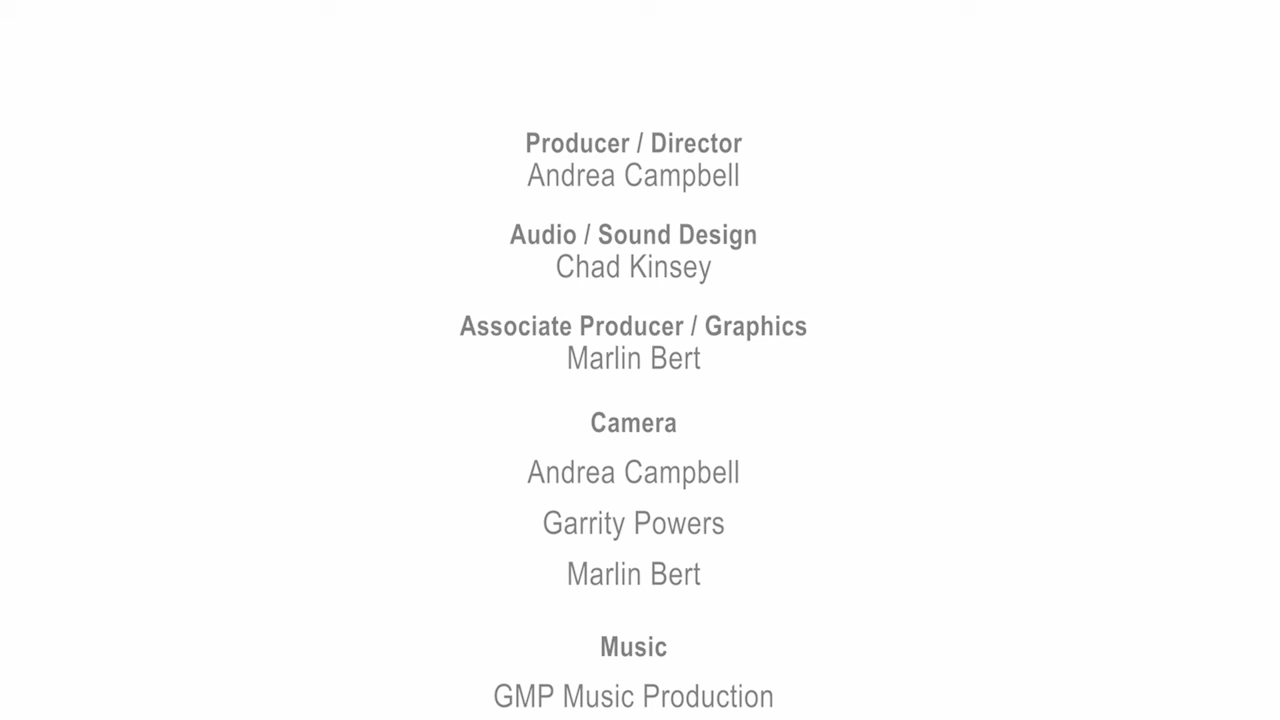 Producer / Director
Andrea Campbell
Audio / Sound Design
Chad Kinsey
Associate Producer / Graphics
Marlin Bert
Camera
Andrea Campbell
Garrity Powers
Marlin Bert
Music
GMP Music Production